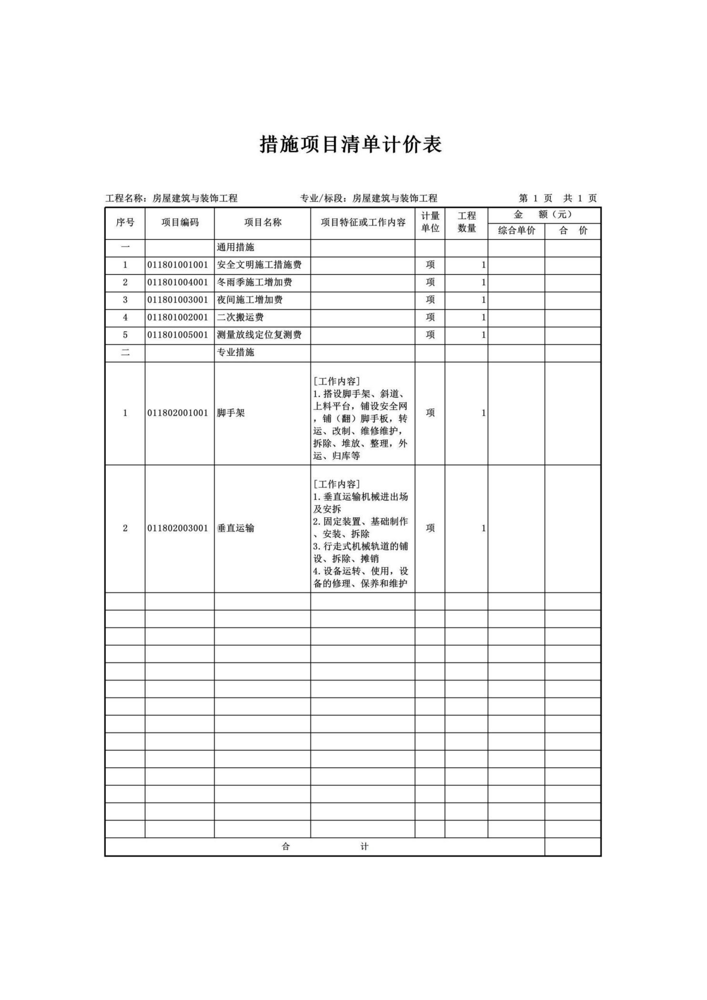 措施项目清单计价表
工程名称：房屋建筑与装饰工程 专业/标段：房屋建筑与装饰工程 第 1 页 共 1 页
序号 项目编码 项目名称 项目特征或工作内容 计量单位 工程数量 金 额（元）
综合单价 合 价
一 通用措施
1 011801001001 安全文明施工措施费 项 1
2 011801004001 冬雨季施工增加费 项 1
3 011801003001 夜间施工增加费 项 1
4 011801002001 二次搬运费 项 1
5 011801005001 测量放线定位复测费 项 1
二 专业措施
1 011802001001 脚手架 项 1
[工作内容]
1.搭设脚手架、斜道、
上料平台，铺设安全网
，铺（翻）脚手板，转
运、改制、维修维护，
拆除、堆放、整理，外
运、归库等
2 011802003001 垂直运输 项 1
[工作内容]
1.垂直运输机械进出场
及安拆
2.固定装置、基础制作
、安装、拆除
3.行走式机械轨道的铺
设、拆除、摊销
4.设备运转、使用，设
备的修理、保养和维护
合 计